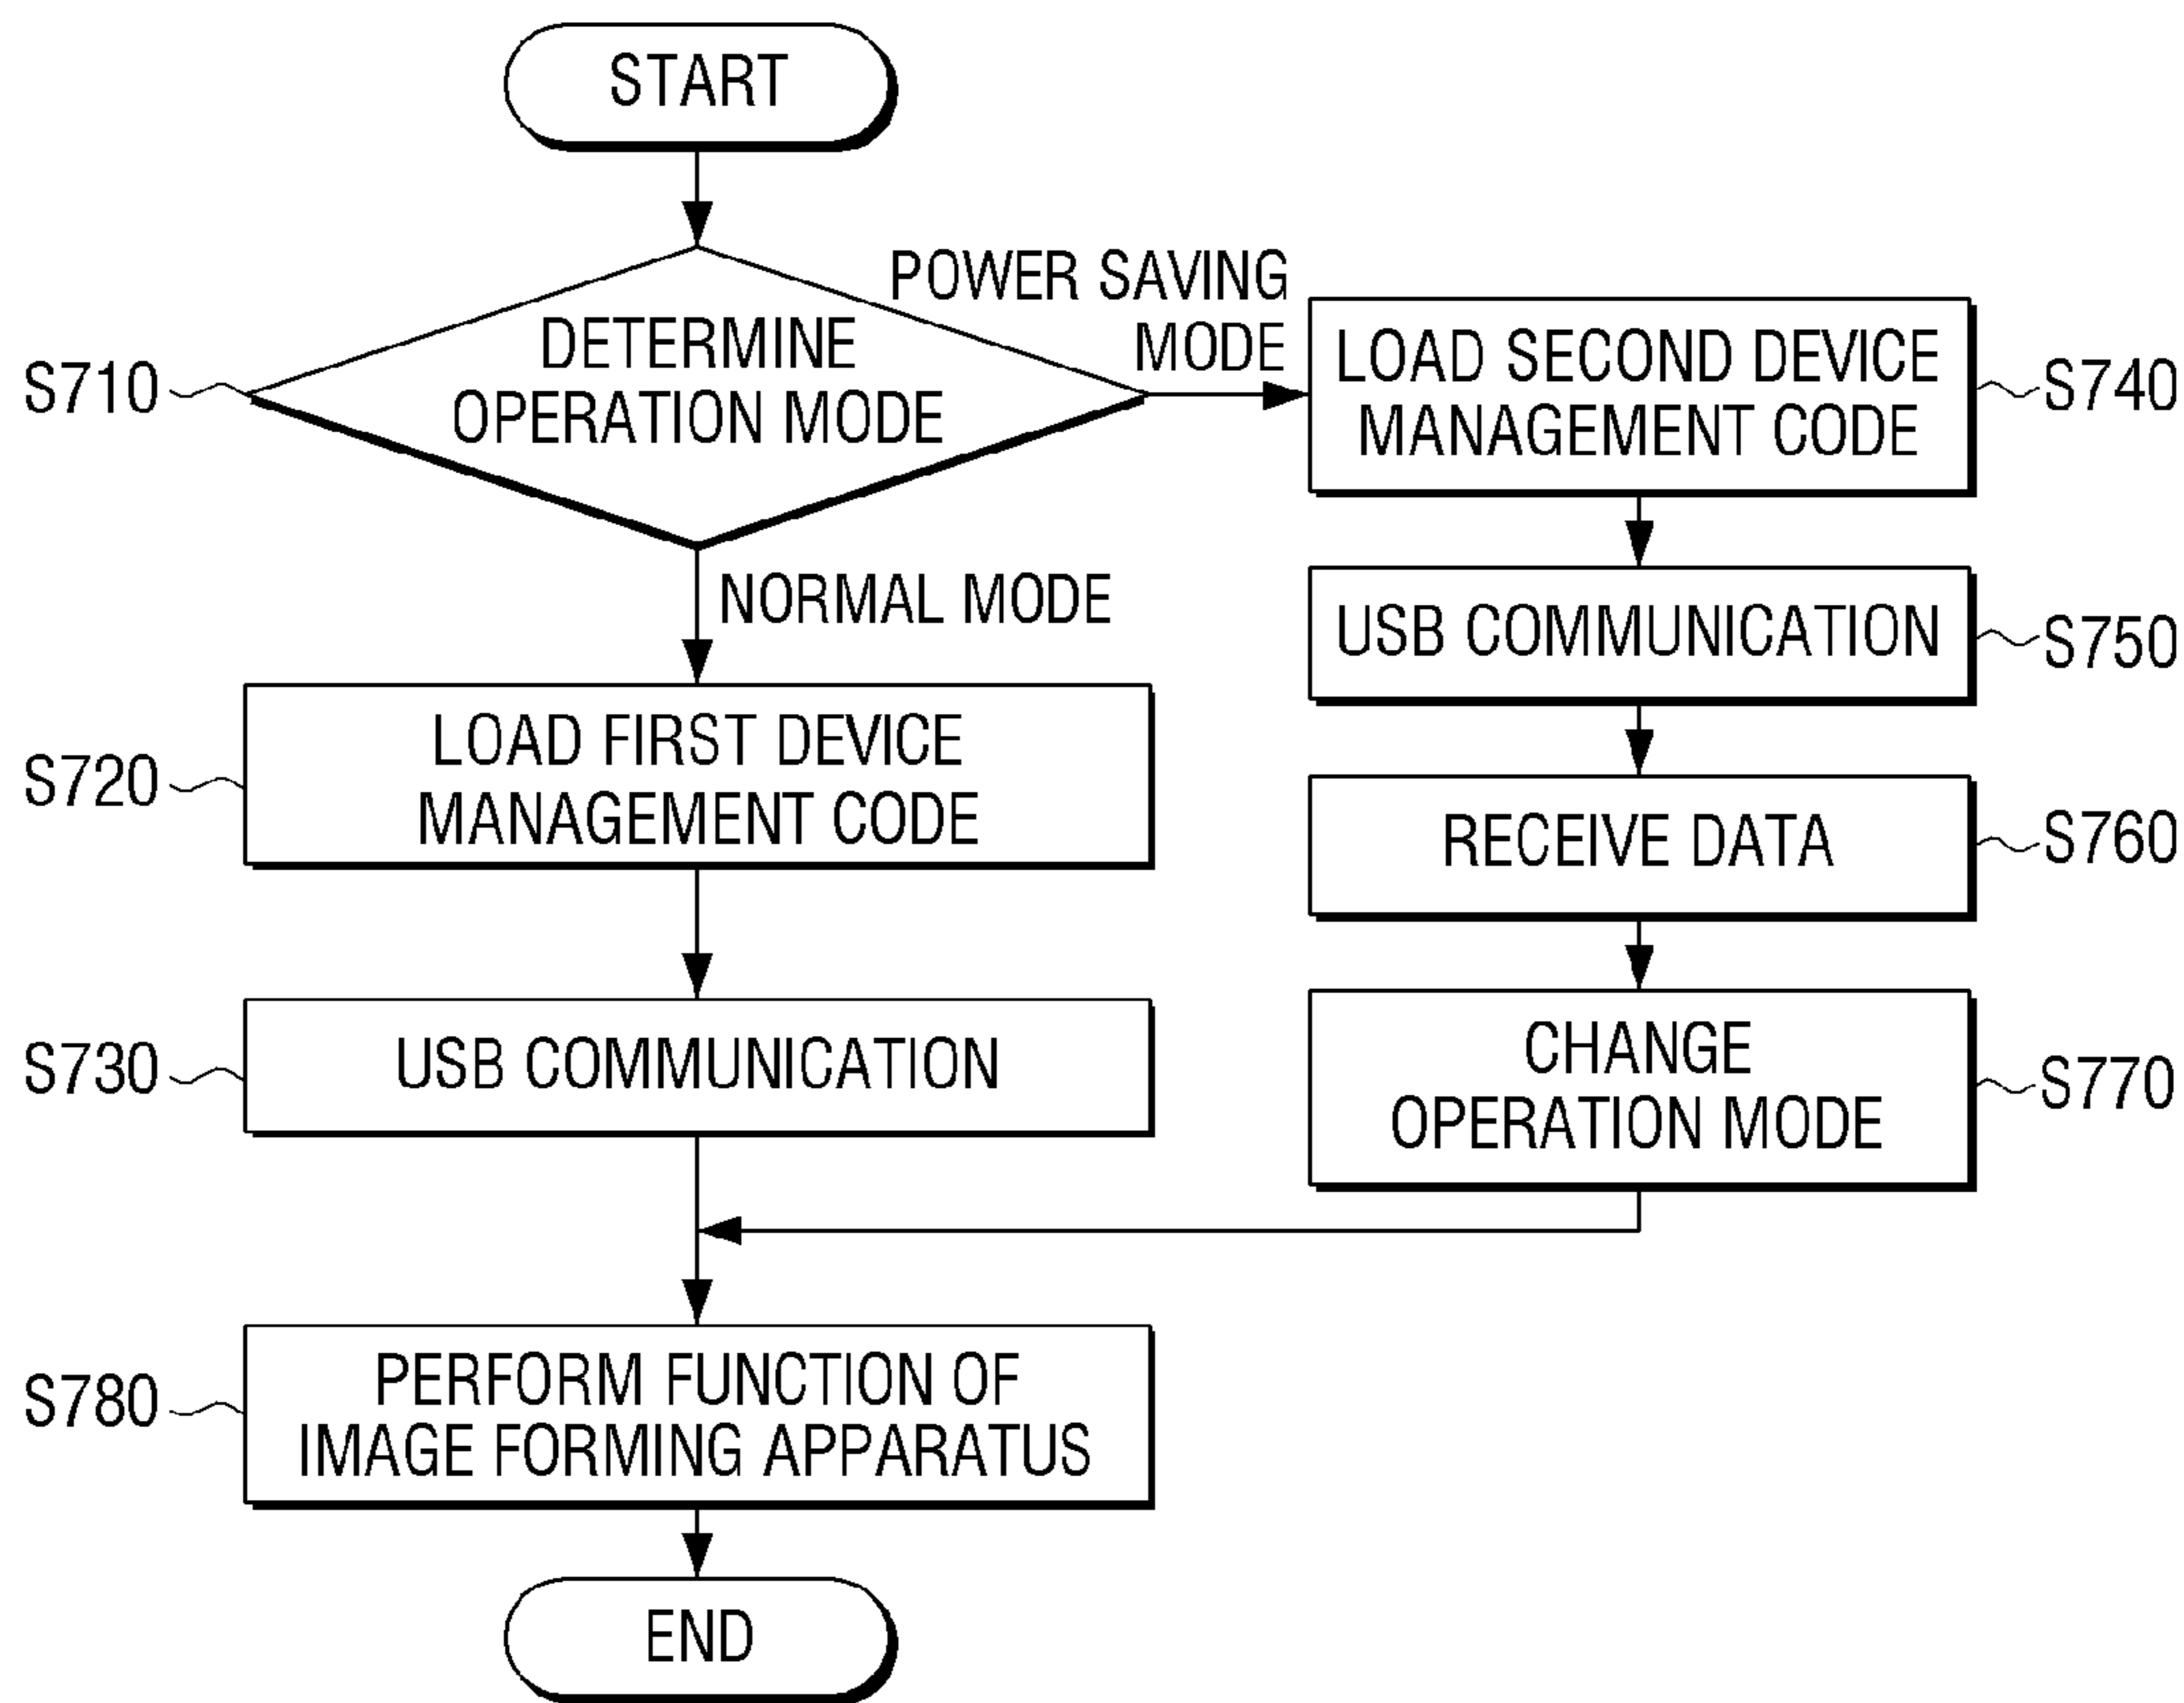 START
POWER SAVING
MODE
S710
DETERMINE
OPERATION MODE
LOAD SECOND DEVICE
MANAGEMENT CODE
S740
NORMAL MODE
USB COMMUNICATION
S750
S720
LOAD FIRST DEVICE
MANAGEMENT CODE
RECEIVE DATA
S760
S730
USB COMMUNICATION
CHANGE
OPERATION MODE
S770
S780
PERFORM FUNCTION OF
IMAGE FORMING APPARATUS
END